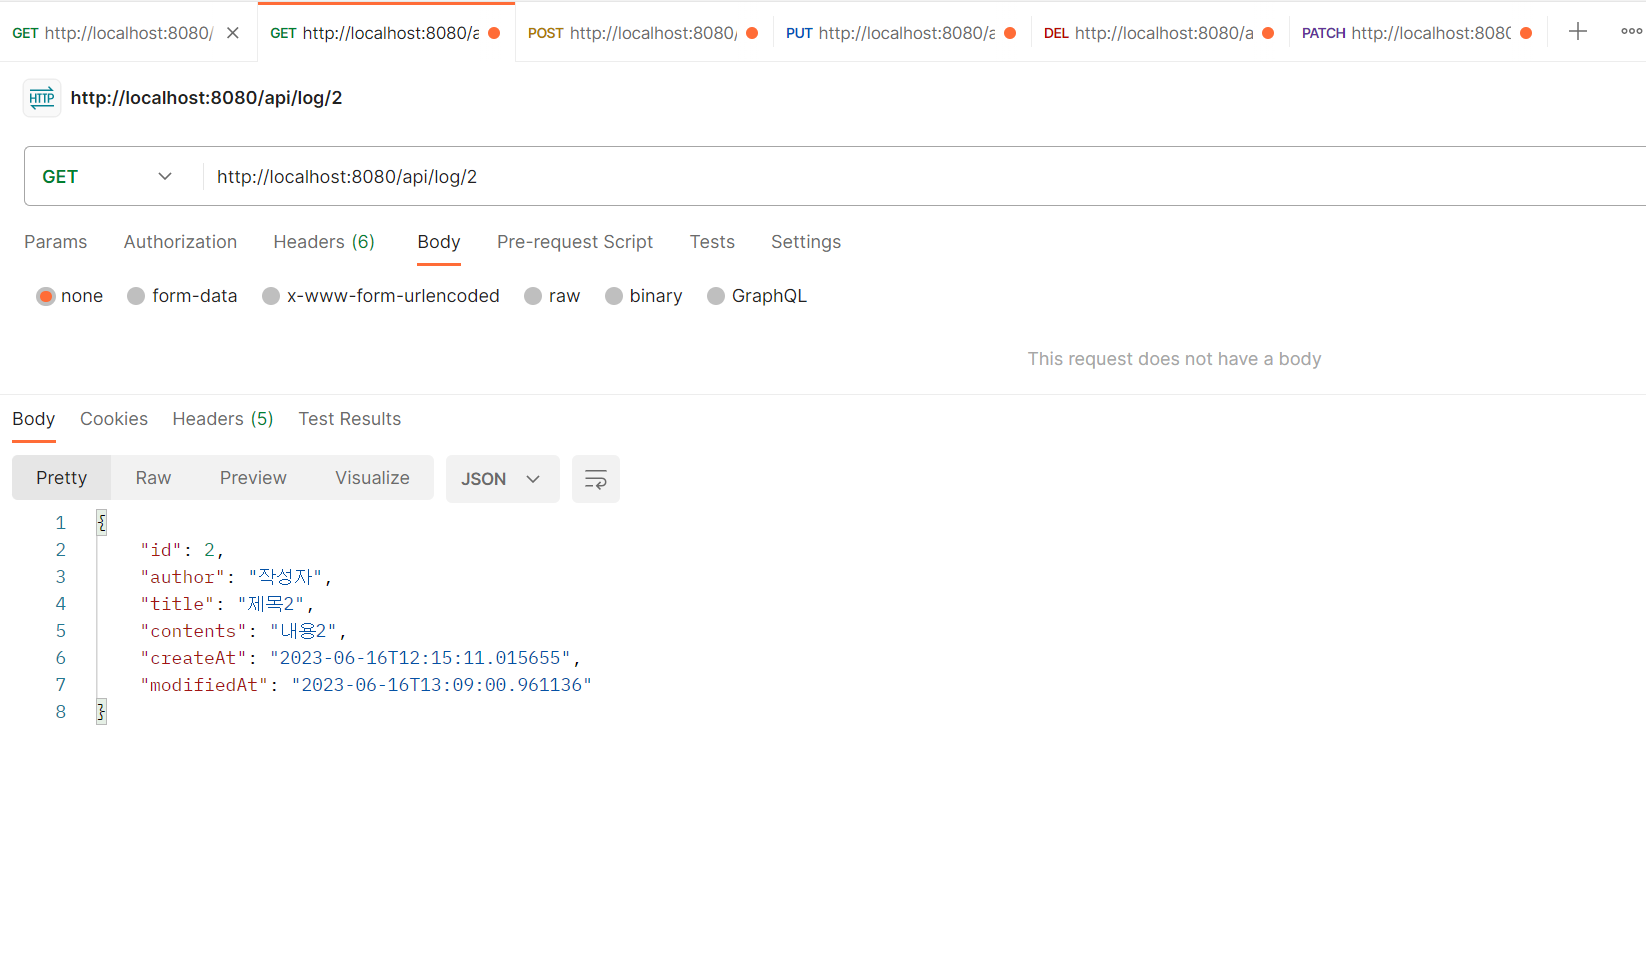 GET http://localhost:8080/ GET http://localhost:8080/a POST http://localhost:8080/ PUT http://localhost:8080/a DEL http://localhost:8080/a PATCH http://localhost:8080
HTTP http://localhost:8080/api/log/2
GET http://localhost:8080/api/log/2
Params Authorization Headers (6) Body Pre-request Script Tests Settings
none form-data x-www-form-urlencoded raw binary GraphQL
This request does not have a body
Body Cookies Headers (5) Test Results
Pretty Raw Preview Visualize JSON
1 {
2 "id": 2,
3 "author": "작성자",
4 "title": "제목2",
5 "contents": "내용2",
6 "createAt": "2023-06-16T12:15:11.015655",
7 "modifiedAt": "2023-06-16T13:09:00.961136"
8 }